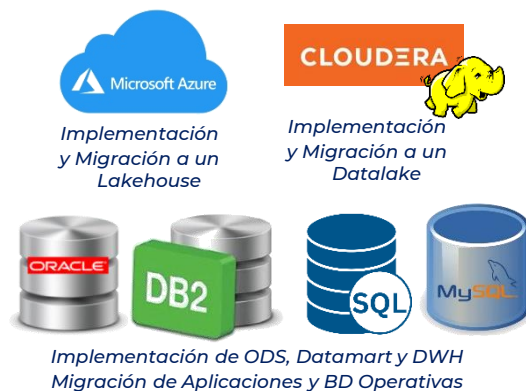 Microsoft Azure
CLOUDERA
Implementación
y Migración a un
Lakehouse
Implementación
y Migración a un
Datalake
ORACLE
DB2
SQL
MySQL
Implementación de ODS, Datamart y DWH
Migración de Aplicaciones y BD Operativas